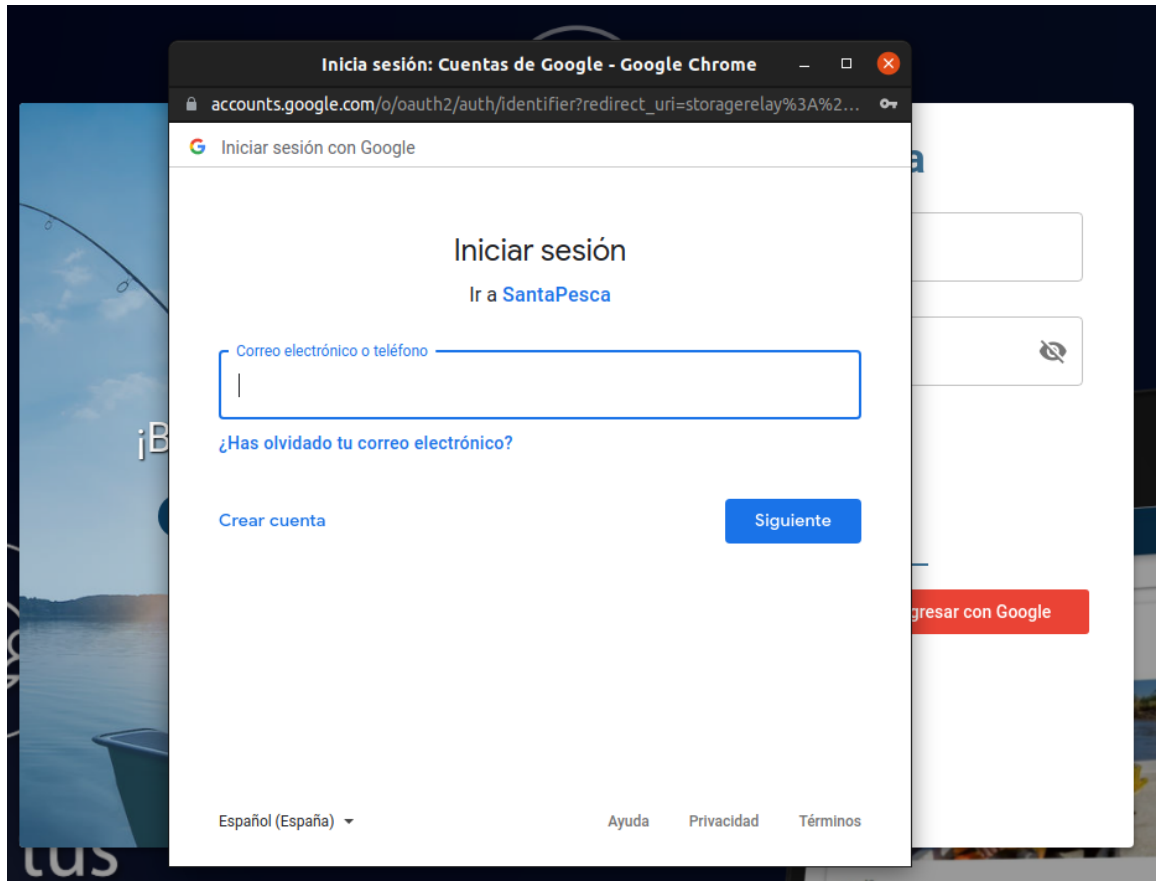 Inicia sesión: Cuentas de Google - Google Chrome
accounts.google.com/o/oauth2/auth/identifier?redirect_uri=storagerelay%3A%2...
Iniciar sesión con Google
Iniciar sesión
Ir a SantaPesca
Correo electrónico o teléfono
¿Has olvidado tu correo electrónico?
Crear cuenta
Siguiente
gresar con Google
Español (España)
Ayuda Privacidad Términos
¡B
a
tus